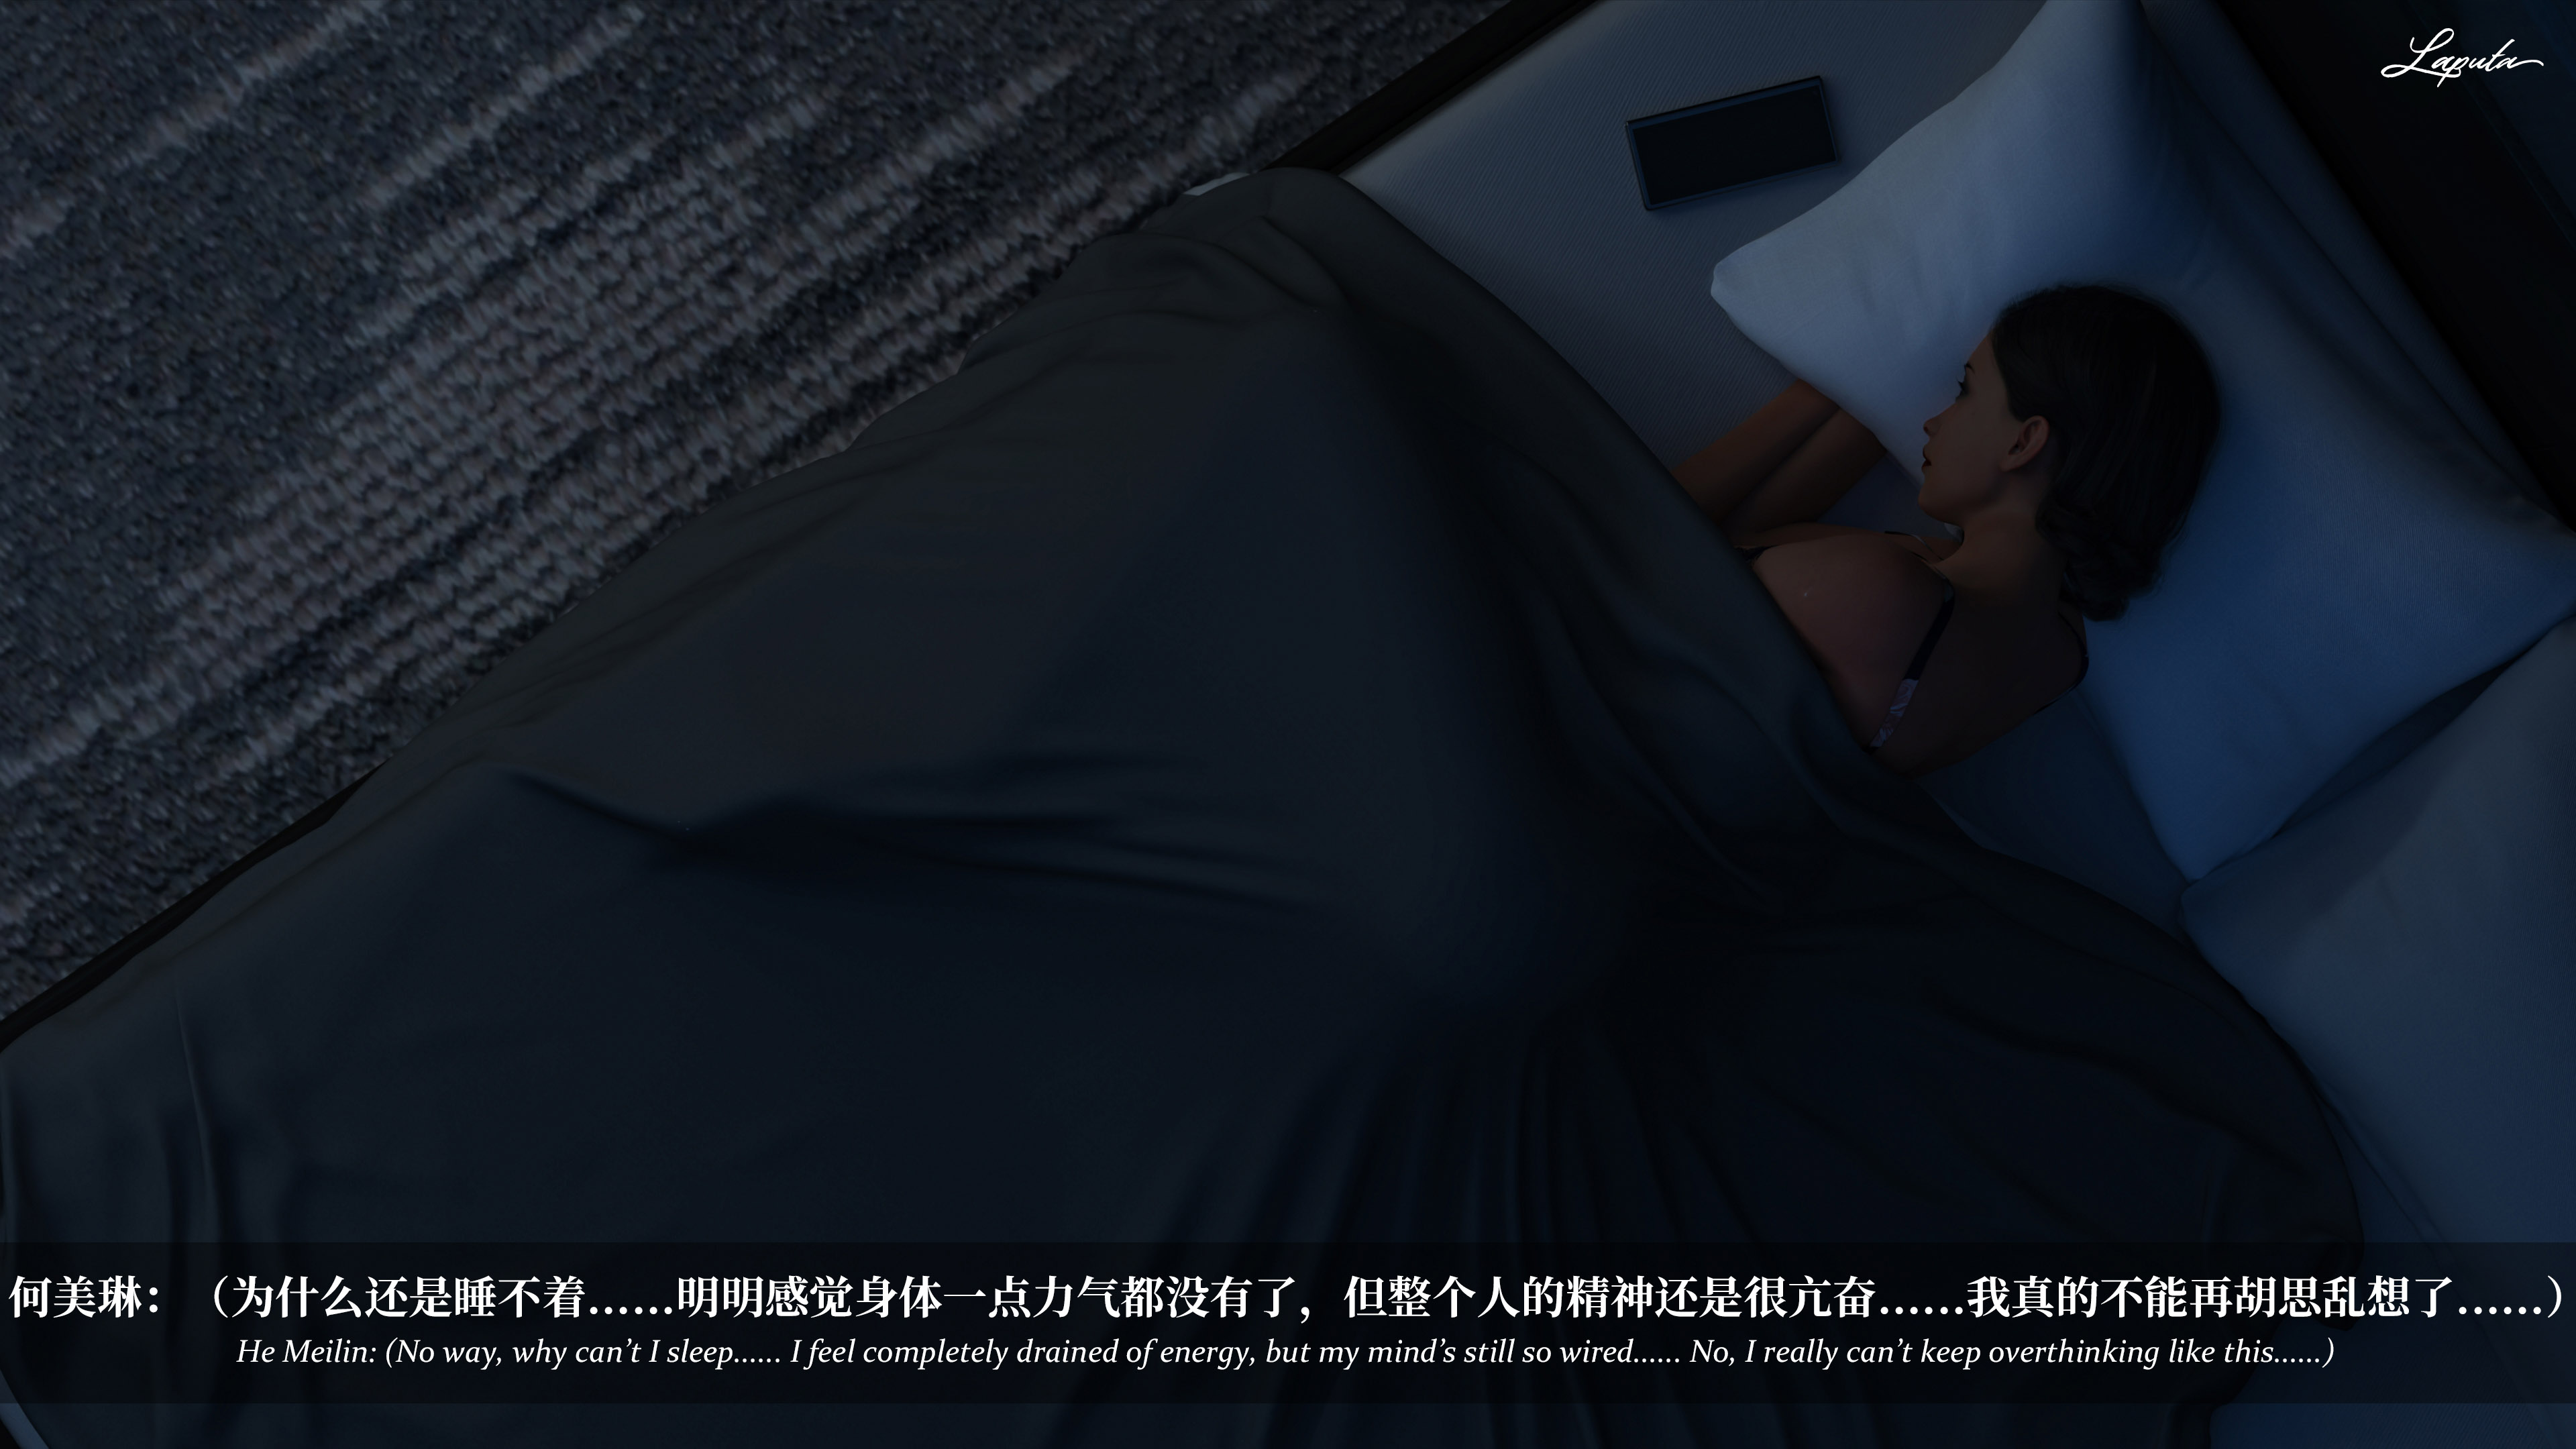 Laputa
何美琳：（为什么还是睡不着……明明感觉身体一点力气都没有了，但整个人的精神还是很亢奋……我真的不能再胡思乱想了……）
He Meilin: (No way, why can’t I sleep...... I feel completely drained of energy, but my mind’s still so wired...... No, I really can’t keep overthinking like this......)